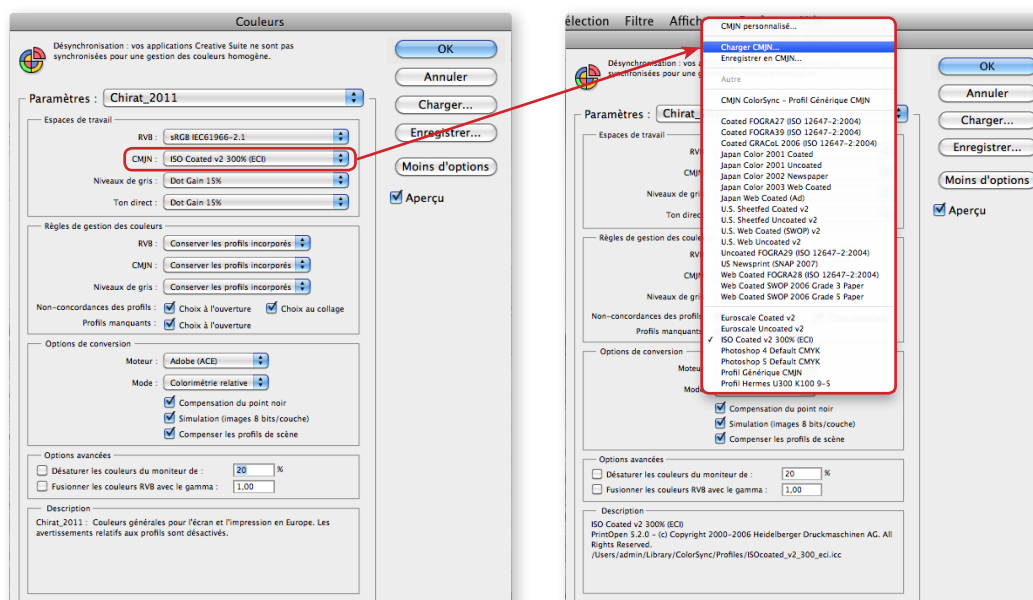 Couleurs
Désynchronisation : vos applications Creative Suite ne sont pas
synchronisées pour une gestion des couleurs homogène.
Paramètres : Chirat_2011
Espaces de travail
RVB : sRGB IEC61966-2.1
CMJN : ISO Coated v2 300% (ECI)
Niveaux de gris : Dot Gain 15%
Ton direct : Dot Gain 15%
Règles de gestion des couleurs
RVB : Conserver les profils incorporés
CMJN : Conserver les profils incorporés
Niveaux de gris : Conserver les profils incorporés
Non-concordances des profils : Choix à l'ouverture Choix au collage
Profils manquants : Choix à l'ouverture
Options de conversion
Moteur : Adobe (ACE)
Mode : Colorimétrie relative
Compensation du point noir
Simulation (images 8 bits/couche)
Compenser les profils de scène
Options avancées
Désaturer les couleurs du moniteur de : 20 %
Fusionner les couleurs RVB avec le gamma : 1,00
Description
Chirat_2011 : Couleurs générales pour l'écran et l'impression en Europe. Les
avertissements relatifs aux profils sont désactivés.
OK
Annuler
Charger...
Enregistrer...
Moins d'options
Aperçu
élection Filtre Affich
Désynchronisation : vos a
synchronisées pour une g
Paramètres : Chirat_
Espaces de travail
RV
CMJN
Niveaux de gri
Ton direc
Règles de gestion des coule
RV
CMJN
Niveaux de gri
Non-concordances des profils
Profils manquants
Options de conversion
Moteu
Mod
CMJN personnalisé...
Charger CMJN...
Enregistrer en CMJN...
Autre
CMJN ColorSync – Profil Générique CMJN
Coated FOGRA27 (ISO 12647-2:2004)
Coated FOGRA39 (ISO 12647-2:2004)
Coated GRACoL 2006 (ISO 12647-2:2004)
Japan Color 2001 Coated
Japan Color 2001 Uncoated
Japan Color 2002 Newspaper
Japan Color 2003 Web Coated
Japan Web Coated (Ad)
U.S. Sheetfed Coated v2
U.S. Sheetfed Uncoated v2
U.S. Web Coated (SWOP) v2
U.S. Web Uncoated v2
Uncoated FOGRA29 (ISO 12647-2:2004)
US Newsprint (SNAP 2007)
Web Coated FOGRA28 (ISO 12647-2:2004)
Web Coated SWOP 2006 Grade 3 Paper
Web Coated SWOP 2006 Grade 5 Paper
Euroscale Coated v2
Euroscale Uncoated v2
✓ ISO Coated v2 300% (ECI)
Photoshop 4 Default CMYK
Photoshop 5 Default CMYK
Profil Générique CMJN
Profil Hermes U300 K100 9-S
Compensation du point noir
Simulation (images 8 bits/couche)
Compenser les profils de scène
Options avancées
Désaturer les couleurs du moniteur de : 20 %
Fusionner les couleurs RVB avec le gamma : 1,00
Description
ISO Coated v2 300% (ECI)
PrintOpen 5.2.0 – (c) Copyright 2000-2006 Heidelberger Druckmaschinen AG. All
Rights Reserved.
/Users/admin/Library/ColorSync/Profiles/ISOcoated_v2_300_eci.icc
OK
Annuler
Charger...
Enregistrer...
Moins d'options
Aperçu